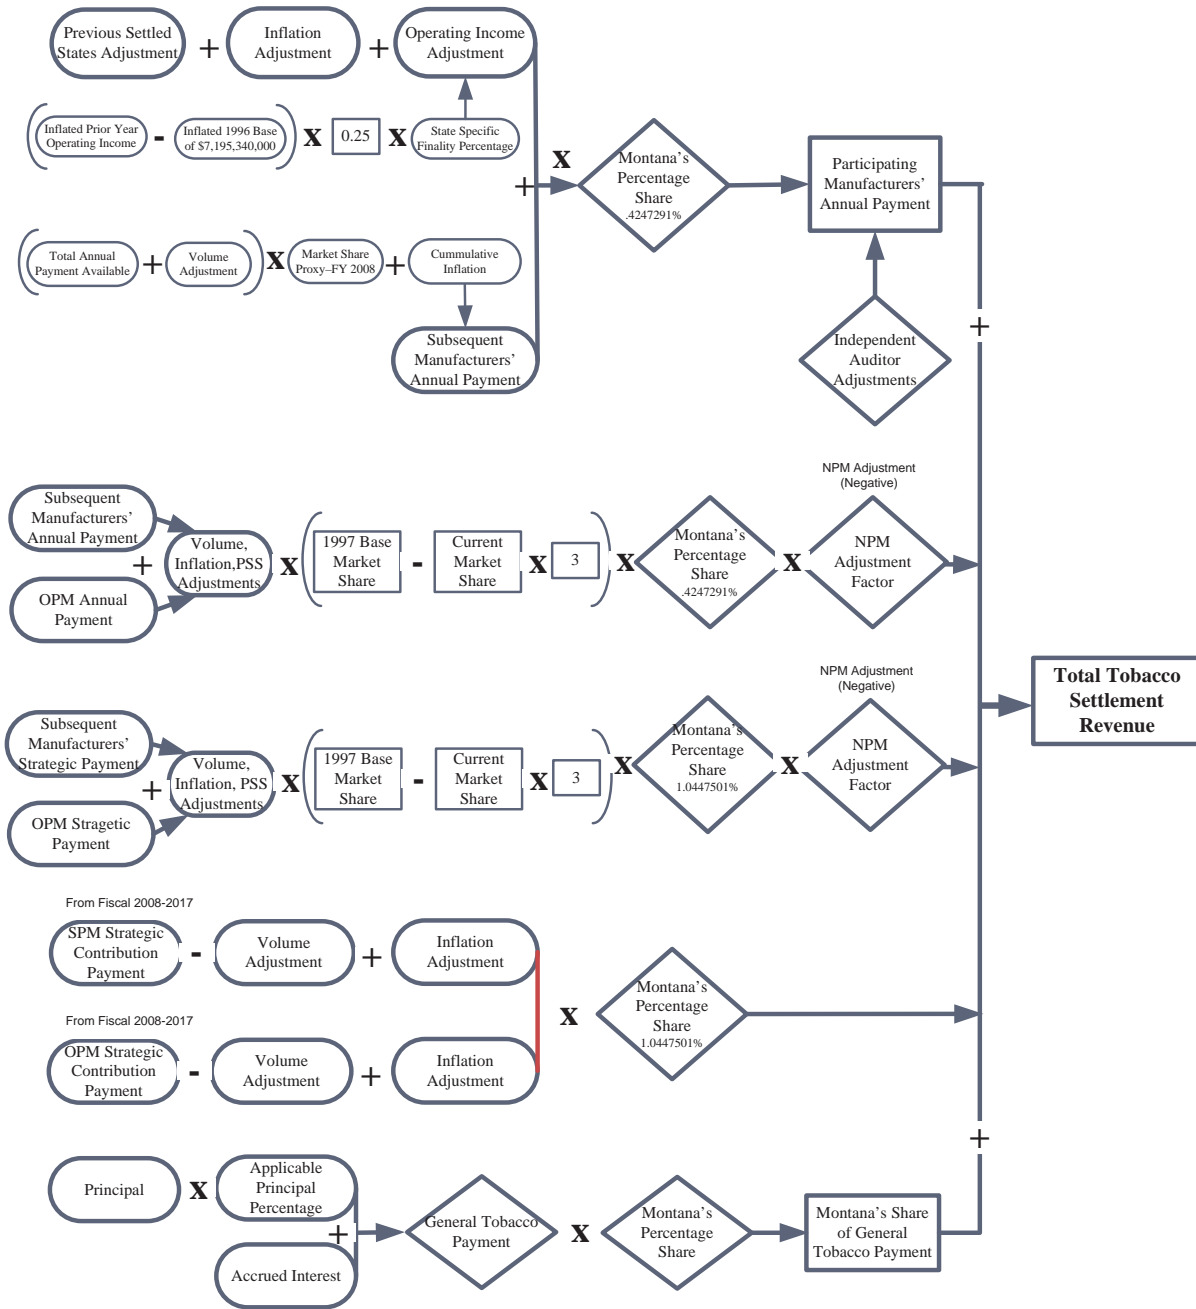 Previous Settled
States Adjustment
+
Inflation
Adjustment
+
Operating Income
Adjustment
Inflated Prior Year
Operating Income
-
Inflated 1996 Base
of $7,195,340,000
X
0.25
X
State Specific
Finality Percentage
+
X
Montana's
Percentage
Share
.4247291%
Participating
Manufacturers'
Annual Payment
Total Annual
Payment Available
+
Volume
Adjustment
X
Market Share
Proxy–FY 2008
+
Cummulative
Inflation
Subsequent
Manufacturers'
Annual Payment
Independent
Auditor
Adjustments
+
Subsequent
Manufacturers'
Annual Payment
+
OPM Annual
Payment
Volume,
Inflation,PSS
Adjustments
X
1997 Base
Market
Share
-
Current
Market
Share
X
3
X
Montana's
Percentage
Share
.4247291%
X
NPM Adjustment
(Negative)
NPM
Adjustment
Factor
Total Tobacco
Settlement
Revenue
Subsequent
Manufacturers'
Strategic Payment
+
OPM Stragetic
Payment
Volume,
Inflation, PSS
Adjustments
X
1997 Base
Market
Share
-
Current
Market
Share
X
3
X
Montana's
Percentage
Share
1.0447501%
X
NPM Adjustment
(Negative)
NPM
Adjustment
Factor
From Fiscal 2008-2017
SPM Strategic
Contribution
Payment
-
Volume
Adjustment
+
Inflation
Adjustment
From Fiscal 2008-2017
OPM Strategic
Contribution
Payment
-
Volume
Adjustment
+
Inflation
Adjustment
X
Montana's
Percentage
Share
1.0447501%
+
Principal
X
Applicable
Principal
Percentage
+
Accrued Interest
General Tobacco
Payment
X
Montana's
Percentage
Share
Montana's Share
of General
Tobacco Payment